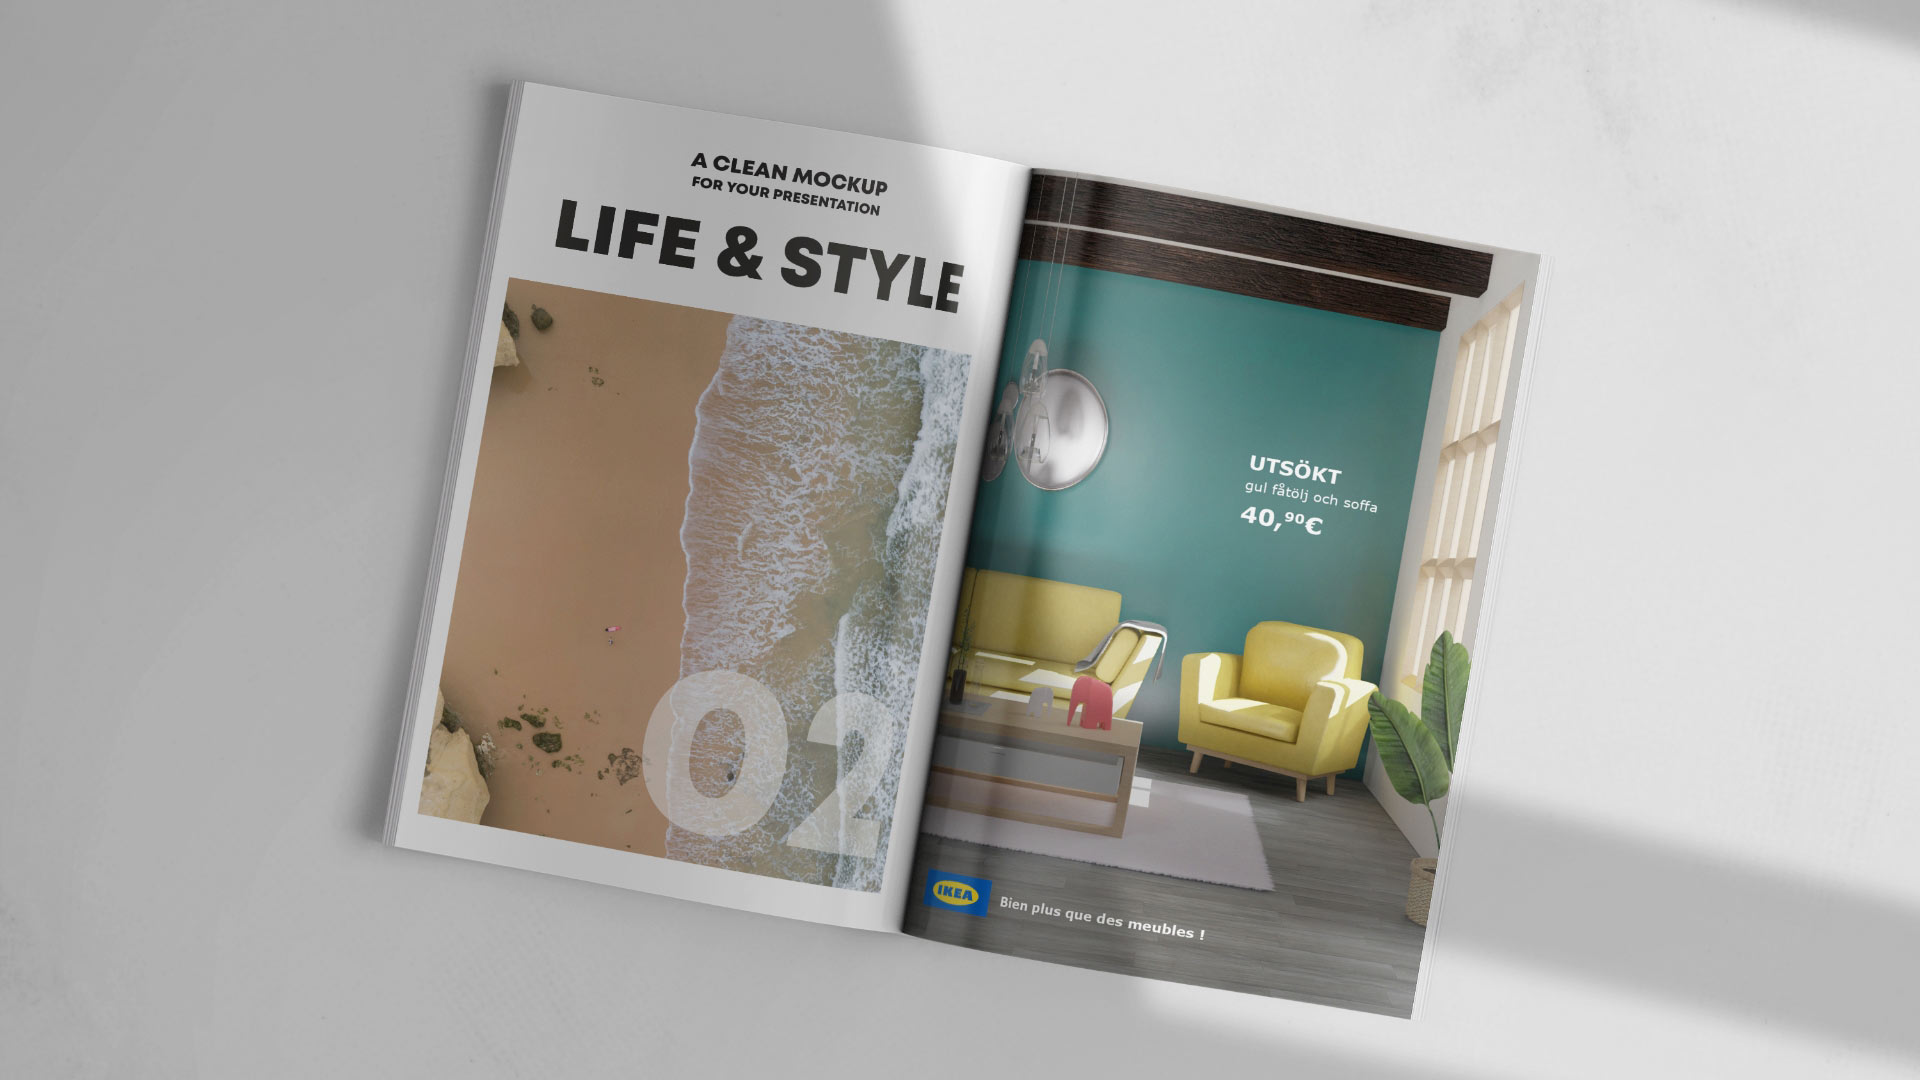 A CLEAN MOCKUP
FOR YOUR PRESENTATION
LIFE & STYLE
02
UTSÖKT
gul fåtölj och soffa
40,90€
IKEA
Bien plus que des meubles !